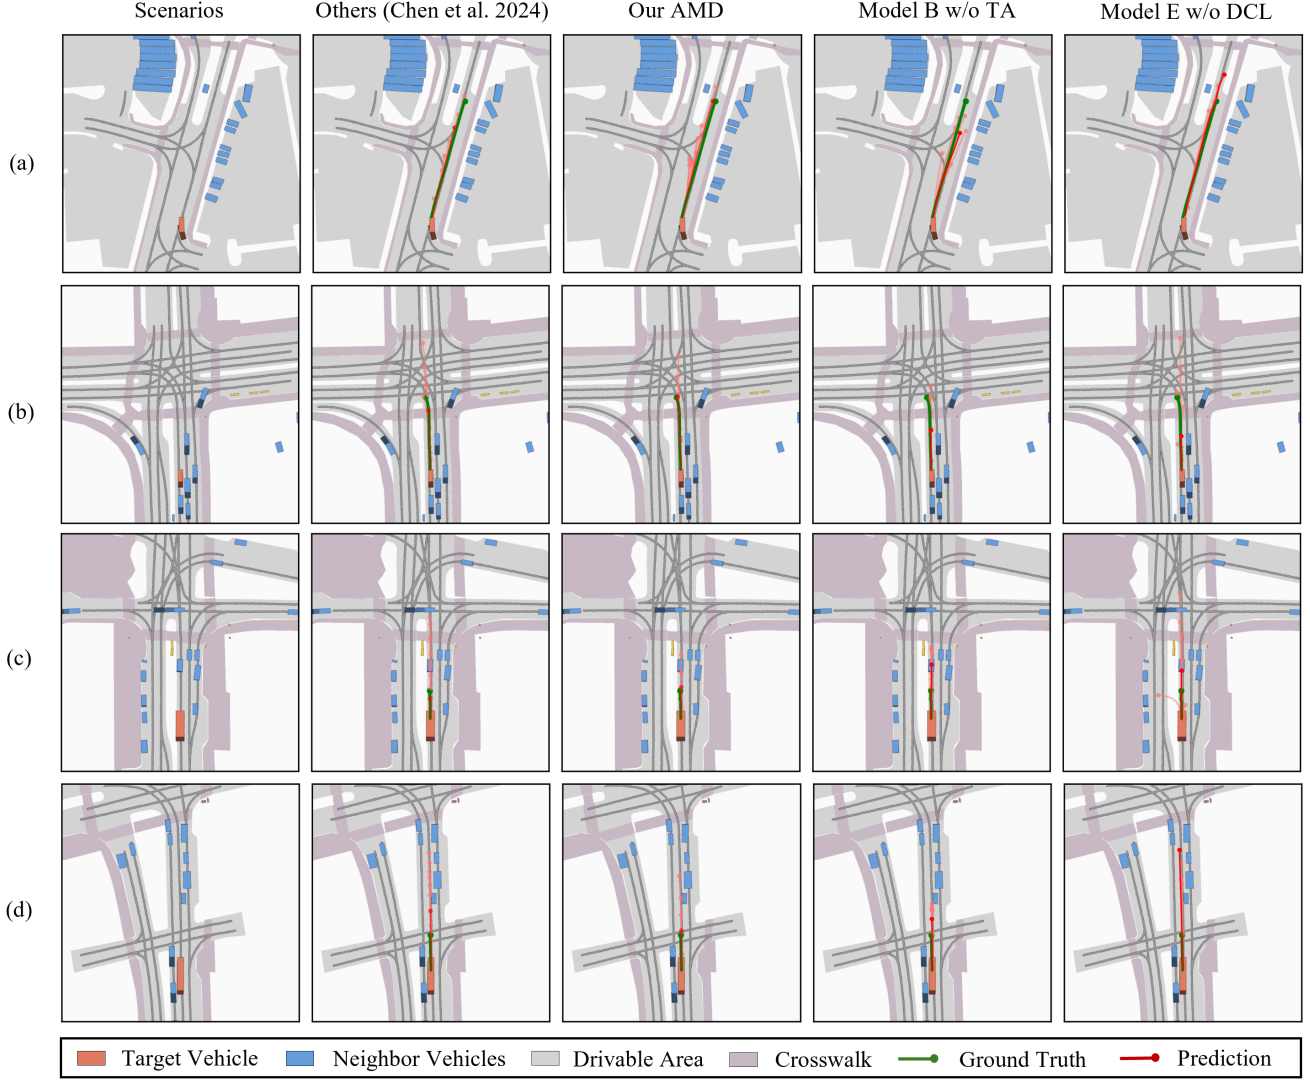 Scenarios Others (Chen et al. 2024) Our AMD Model B w/o TA Model E w/o DCL
(a)
(b)
(c)
(d)
Target Vehicle Neighbor Vehicles Drivable Area Crosswalk Ground Truth Prediction